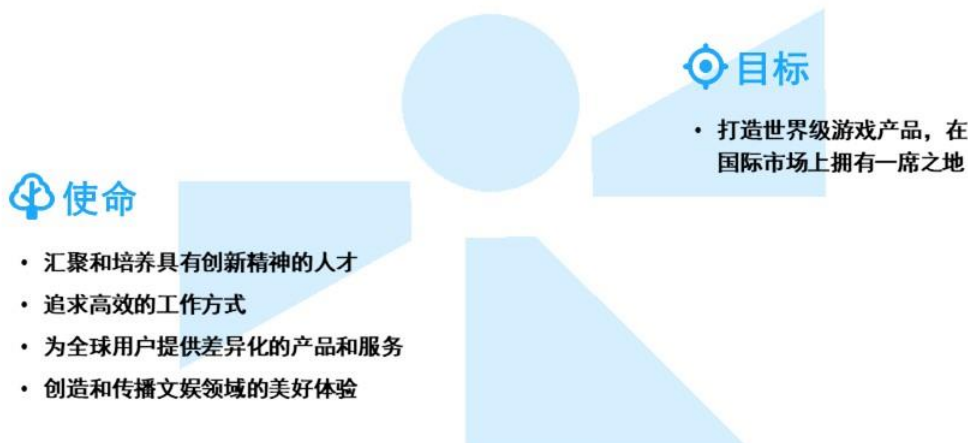 目标
• 打造世界级游戏产品，在
国际市场上拥有一席之地
使命
• 汇聚和培养具有创新精神的人才
• 追求高效的工作方式
• 为全球用户提供差异化的产品和服务
• 创造和传播文娱领域的美好体验